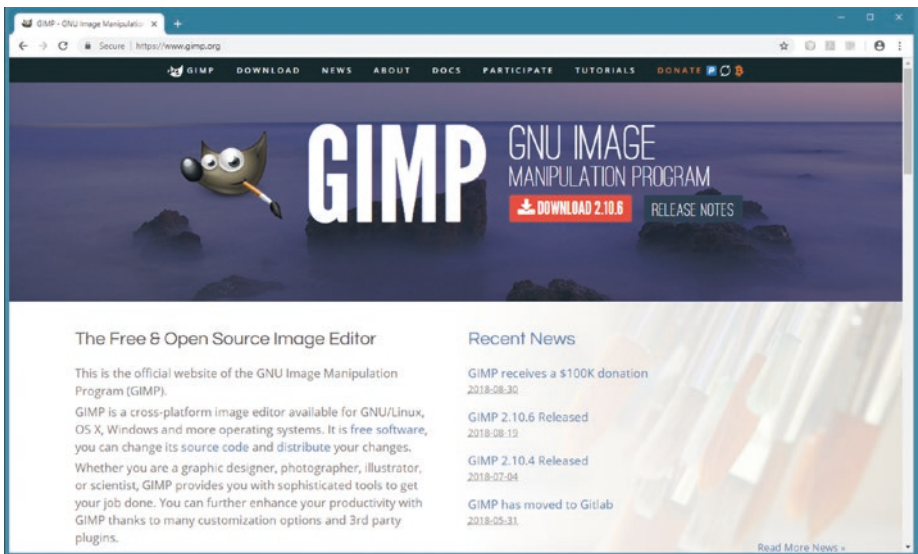 GIMP - GNU Image Manipulatio
Secure | https://www.gimp.org
GIMP DOWNLOAD NEWS ABOUT DOCS PARTICIPATE TUTORIALS DONATE
GIMP
GNU IMAGE
MANIPULATION PROGRAM
DOWNLOAD 2.10.6 RELEASE NOTES
The Free & Open Source Image Editor
This is the official website of the GNU Image Manipulation
Program (GIMP).
GIMP is a cross-platform image editor available for GNU/Linux,
OS X, Windows and more operating systems. It is free software,
you can change its source code and distribute your changes.
Whether you are a graphic designer, photographer, illustrator,
or scientist, GIMP provides you with sophisticated tools to get
your job done. You can further enhance your productivity with
GIMP thanks to many customization options and 3rd party
plugins.
Recent News
GIMP receives a $100K donation
2018-08-30
GIMP 2.10.6 Released
2018-08-19
GIMP 2.10.4 Released
2018-07-04
GIMP has moved to Gitlab
2018-05-31
Read More News »